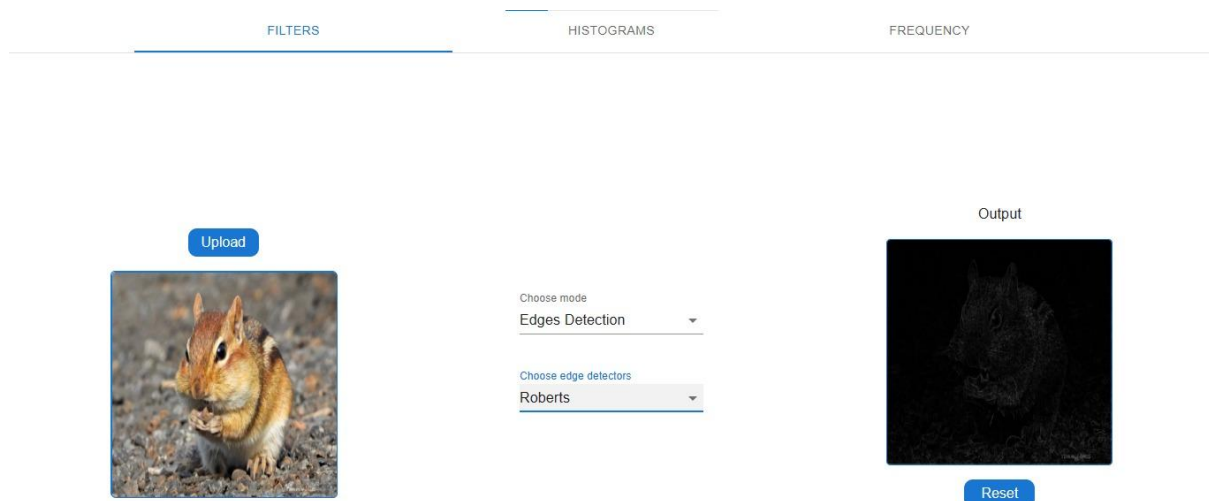 FILTERS
HISTOGRAMS
FREQUENCY
Output
Upload
Choose mode
Edges Detection
Choose edge detectors
Roberts
Reset